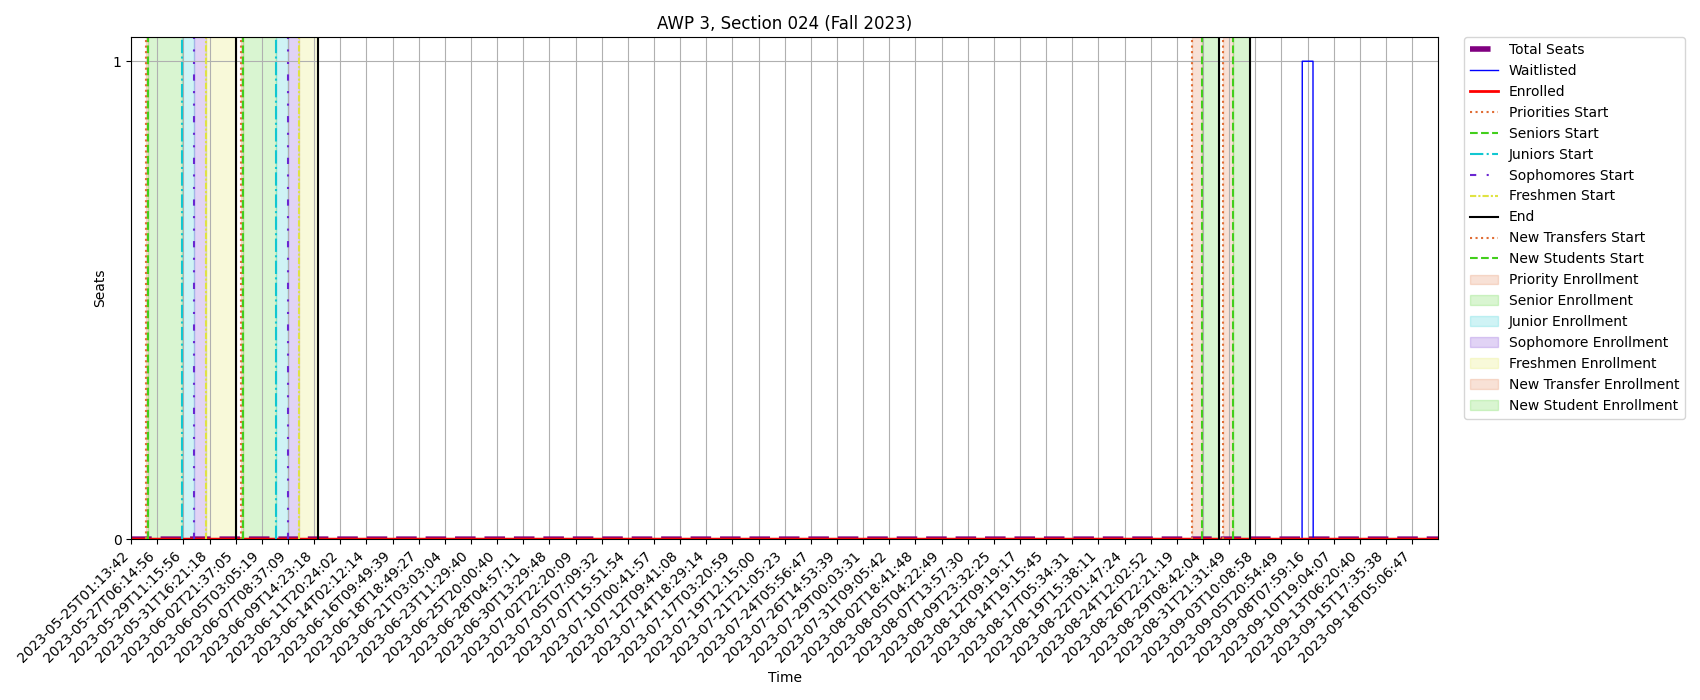 AWP 3, Section 024 (Fall 2023)
Seats
1
0
2023-05-25T01:13:42
2023-05-27T06:14:56
2023-05-29T11:15:56
2023-05-31T16:21:18
2023-06-02T21:37:05
2023-06-05T03:05:19
2023-06-07T08:37:09
2023-06-09T14:23:18
2023-06-11T20:24:02
2023-06-14T02:12:14
2023-06-16T09:49:39
2023-06-18T18:49:27
2023-06-21T03:03:04
2023-06-23T11:29:40
2023-06-25T20:00:40
2023-06-28T04:57:11
2023-06-30T13:29:48
2023-07-02T22:20:09
2023-07-05T07:09:32
2023-07-07T15:51:54
2023-07-10T00:41:57
2023-07-12T09:41:08
2023-07-14T18:29:14
2023-07-17T03:20:59
2023-07-19T12:15:00
2023-07-21T21:05:23
2023-07-24T05:56:47
2023-07-26T14:53:39
2023-07-29T00:03:31
2023-07-31T09:05:42
2023-08-02T18:41:48
2023-08-05T04:22:49
2023-08-07T13:57:30
2023-08-09T23:32:25
2023-08-12T09:19:17
2023-08-14T19:15:45
2023-08-17T05:34:31
2023-08-19T15:38:11
2023-08-22T01:47:24
2023-08-24T12:02:52
2023-08-26T22:21:19
2023-08-29T08:42:04
2023-08-31T21:31:49
2023-09-03T10:08:58
2023-09-05T20:54:49
2023-09-08T07:59:16
2023-09-10T19:04:07
2023-09-13T06:20:40
2023-09-15T17:35:38
2023-09-18T05:06:47
Time
Total Seats
Waitlisted
Enrolled
Priorities Start
Seniors Start
Juniors Start
Sophomores Start
Freshmen Start
End
New Transfers Start
New Students Start
Priority Enrollment
Senior Enrollment
Junior Enrollment
Sophomore Enrollment
Freshmen Enrollment
New Transfer Enrollment
New Student Enrollment